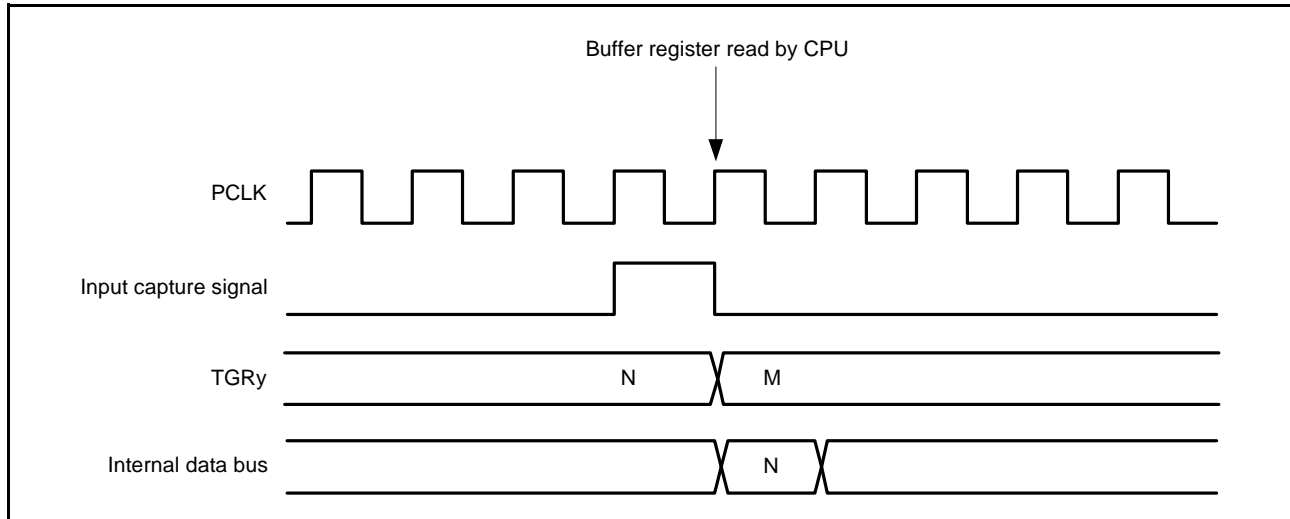 Buffer register read by CPU
PCLK
Input capture signal
TGRy
N
M
Internal data bus
N